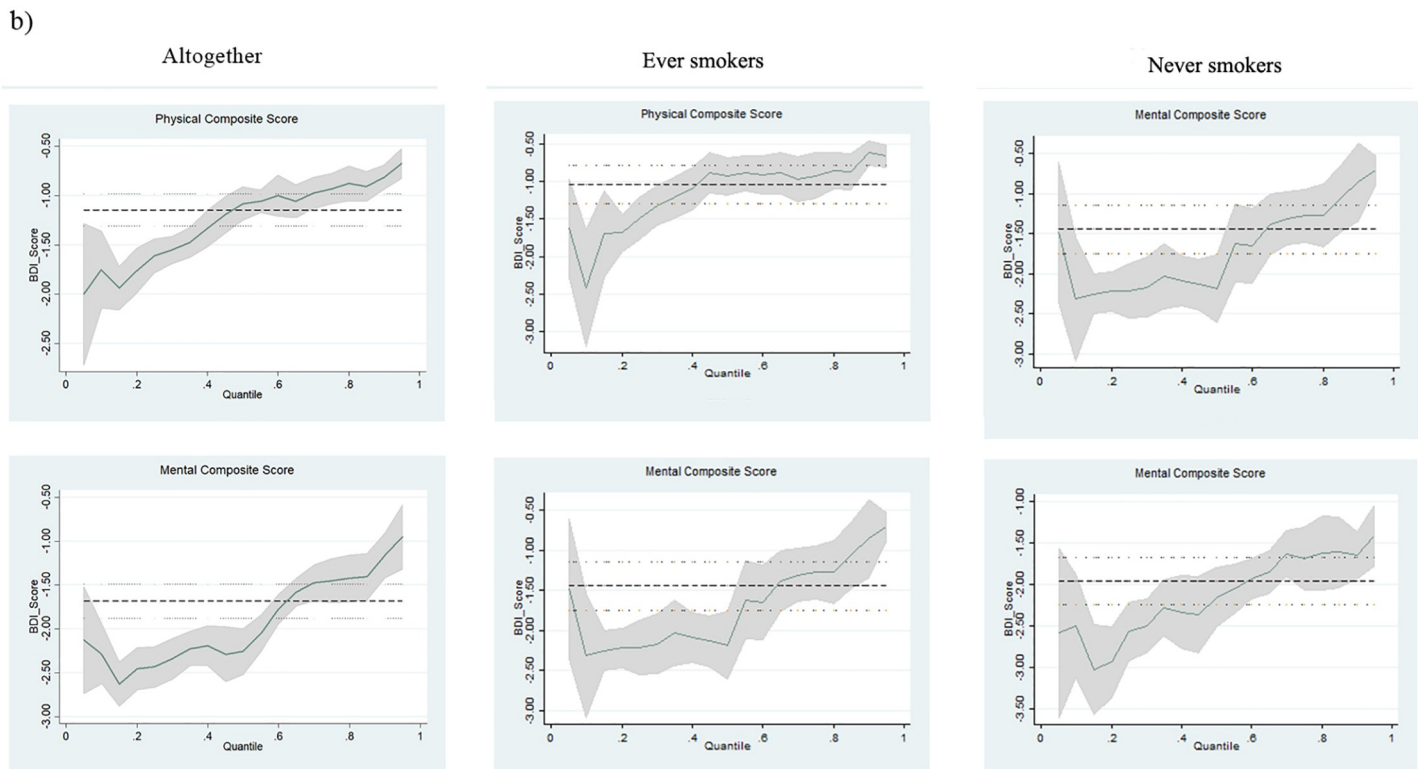 b)
Altogether
Ever smokers
Never smokers
Physical Composite Score
-0.50
-1.00
-1.50
-2.00
-2.50
BDI_Score
0 .2 .4 .6 .8 1
Quantile
Physical Composite Score
-0.50
-1.00
-1.50
-2.00
-2.50
-3.00
BDI_Score
0 .2 .4 .6 .8 1
Quantile
Mental Composite Score
-0.50
-1.00
-1.50
-2.00
-2.50
-3.00
BDI_Score
0 .2 .4 .6 .8 1
Quantile
Mental Composite Score
-0.50
-1.00
-1.50
-2.00
-2.50
-3.00
BDI_Score
0 .2 .4 .6 .8 1
Quantile
Mental Composite Score
-0.50
-1.00
-1.50
-2.00
-2.50
-3.00
BDI_Score
0 .2 .4 .6 .8 1
Quantile
Mental Composite Score
-1.00
-1.50
-2.00
-2.50
-3.00
-3.50
BDI_Score
0 .2 .4 .6 .8 1
Quantile